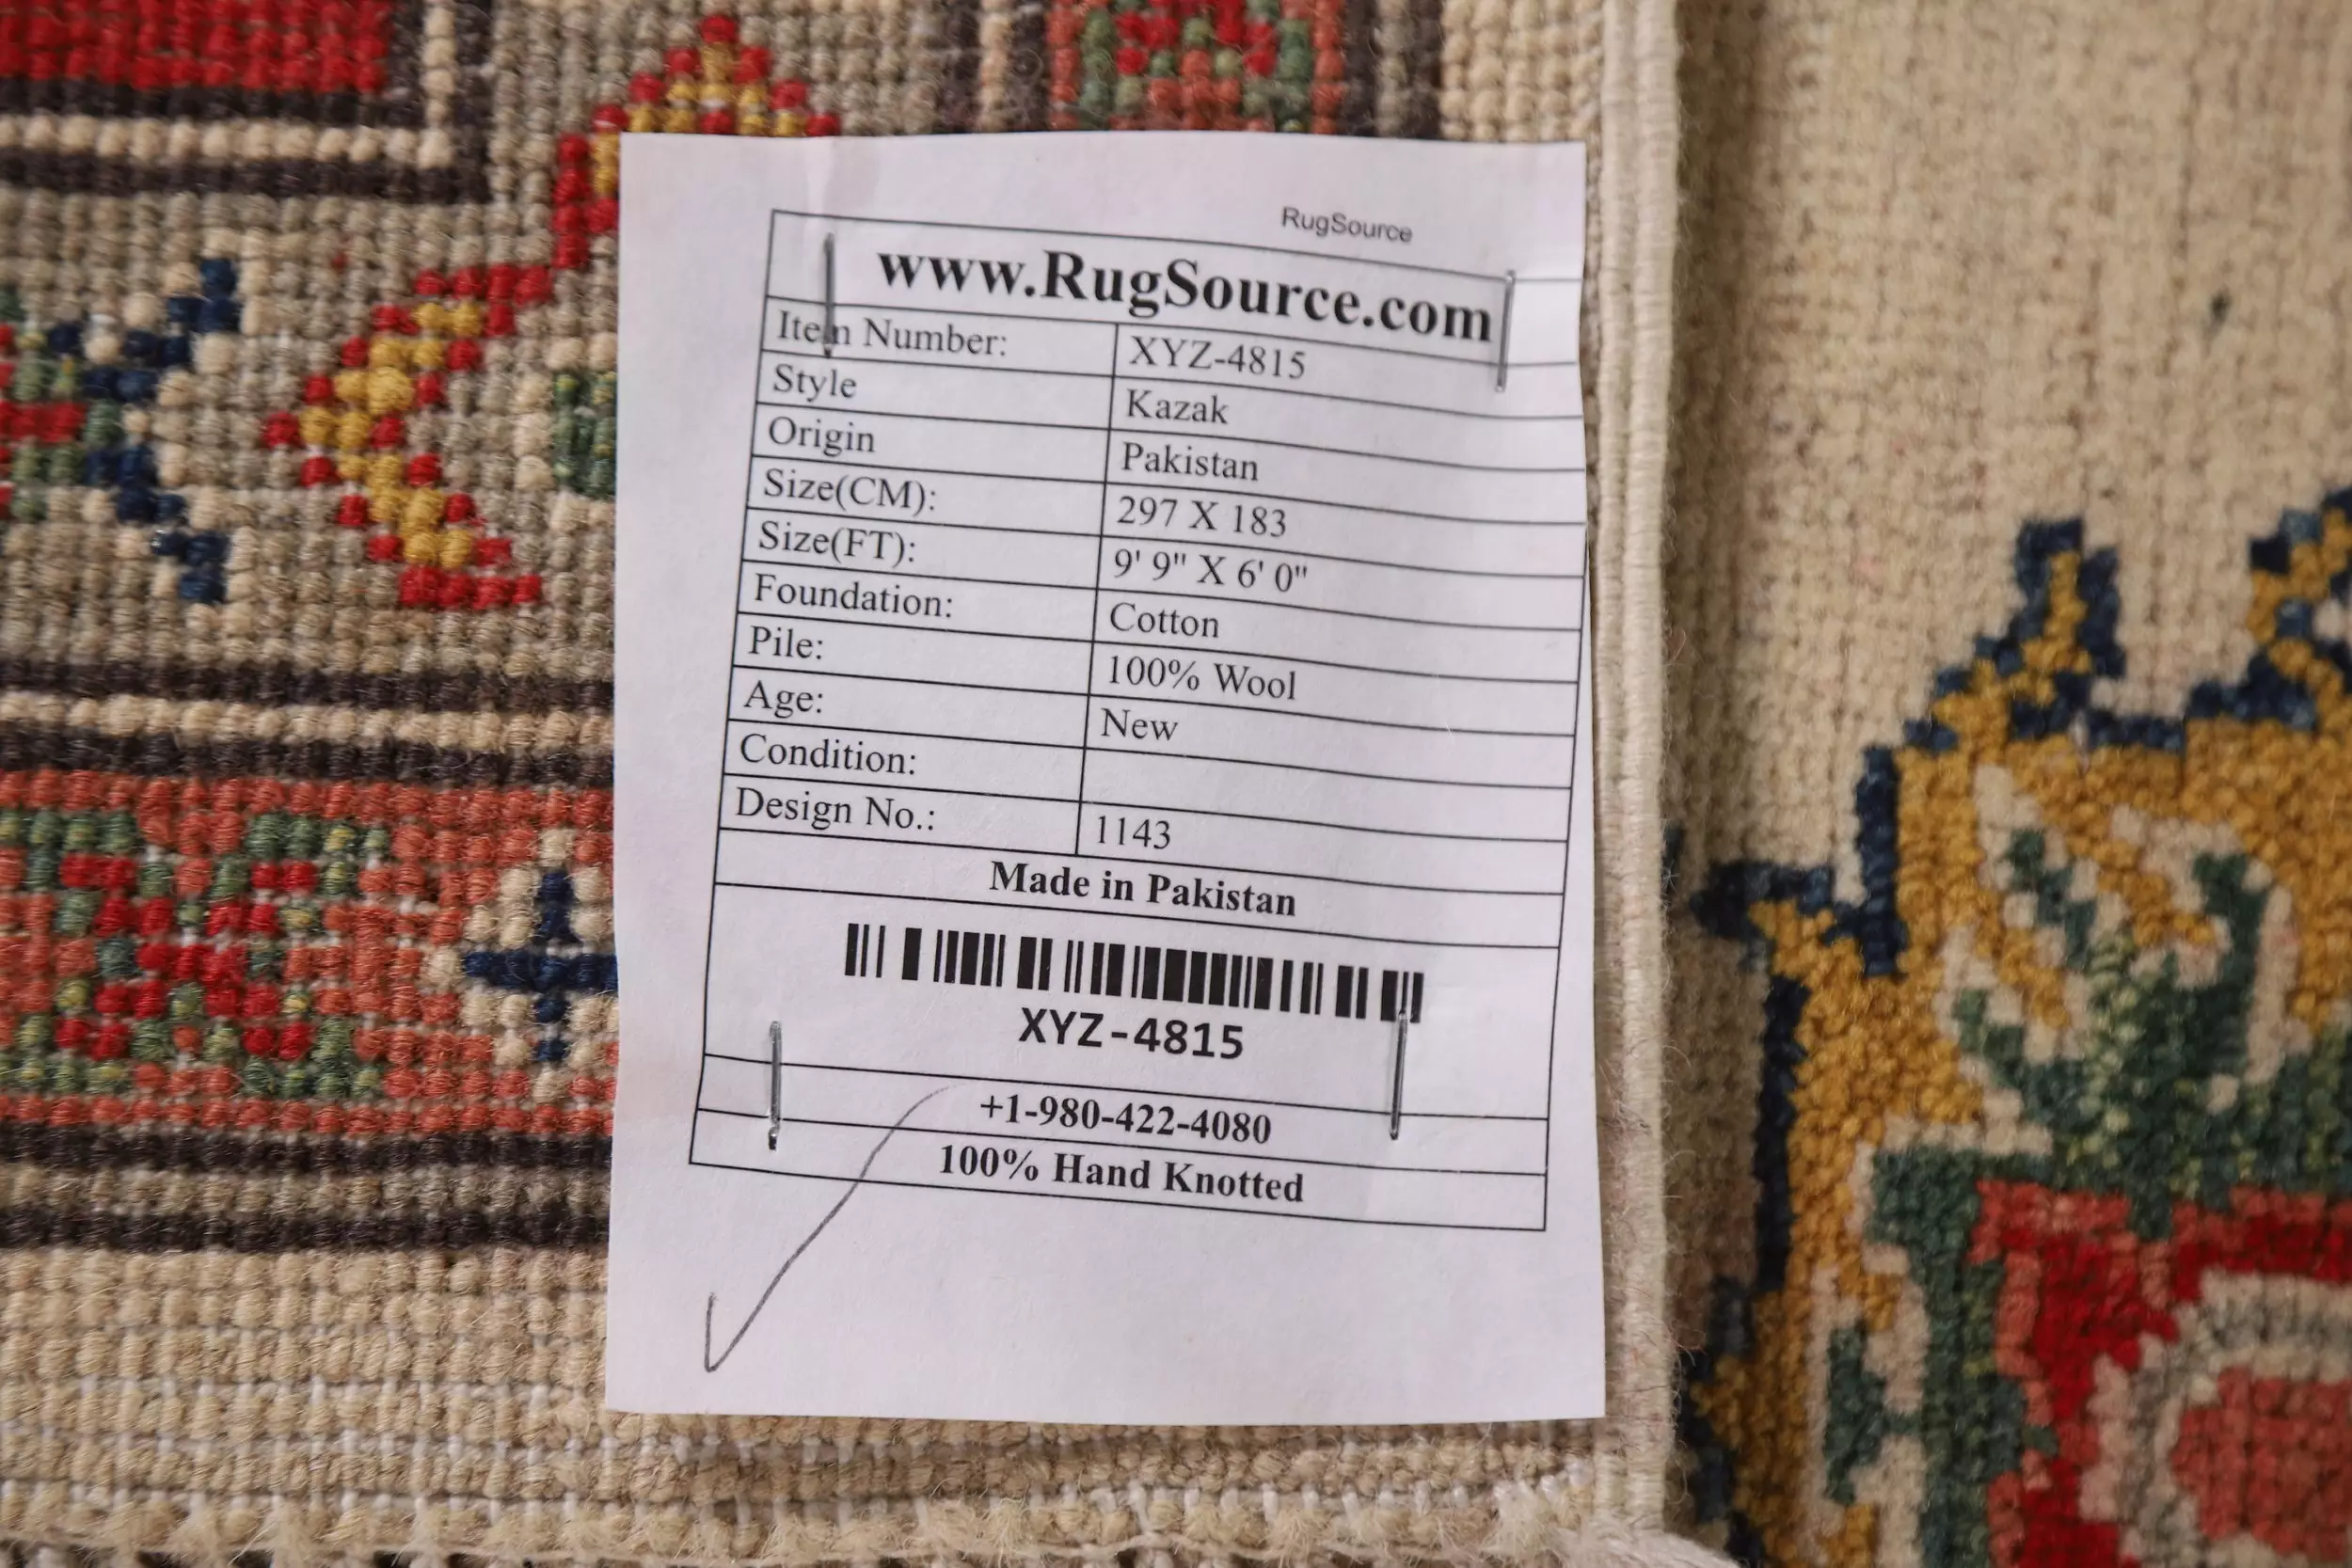 RugSource
www.RugSource.com
Item Number: XYZ-4815
Style Kazak
Origin Pakistan
Size(CM): 297 X 183
Size(FT): 9' 9" X 6' 0"
Foundation: Cotton
Pile: 100% Wool
Age: New
Condition:
Design No.: 1143
Made in Pakistan
XYZ-4815
+1-980-422-4080
100% Hand Knotted